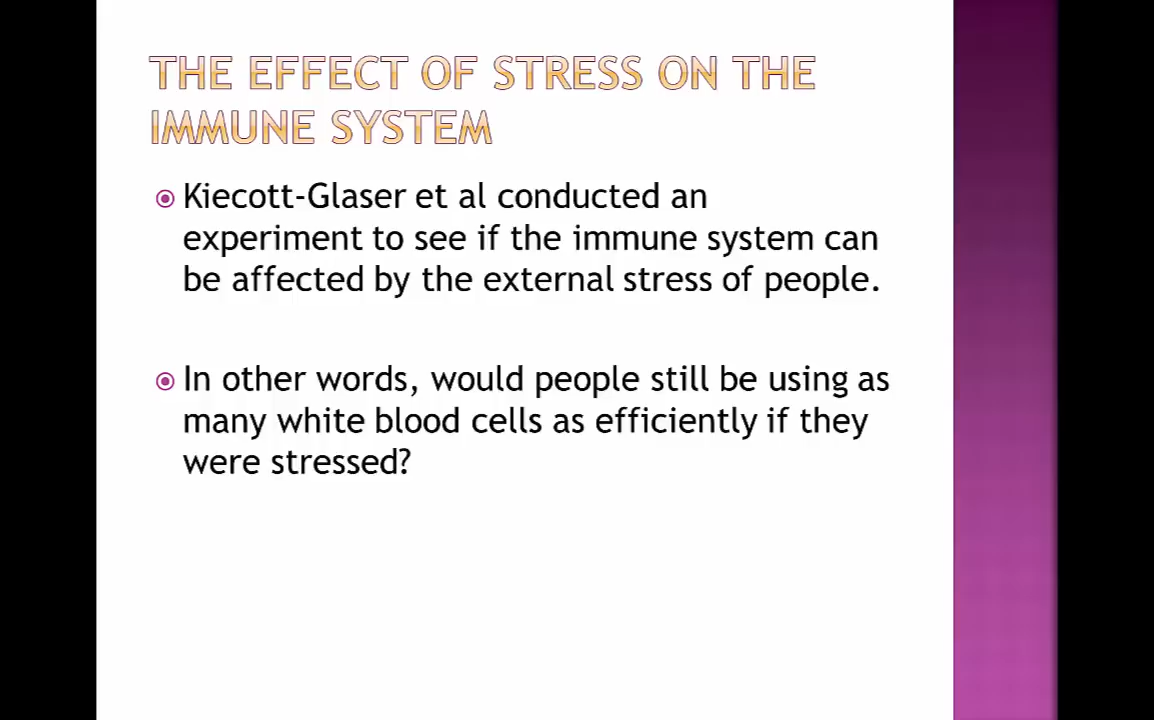 THE EFFECT OF STRESS ON THE
IMMUNE SYSTEM
Kiecott-Glaser et al conducted an
experiment to see if the immune system can
be affected by the external stress of people.
In other words, would people still be using as
many white blood cells as efficiently if they
were stressed?